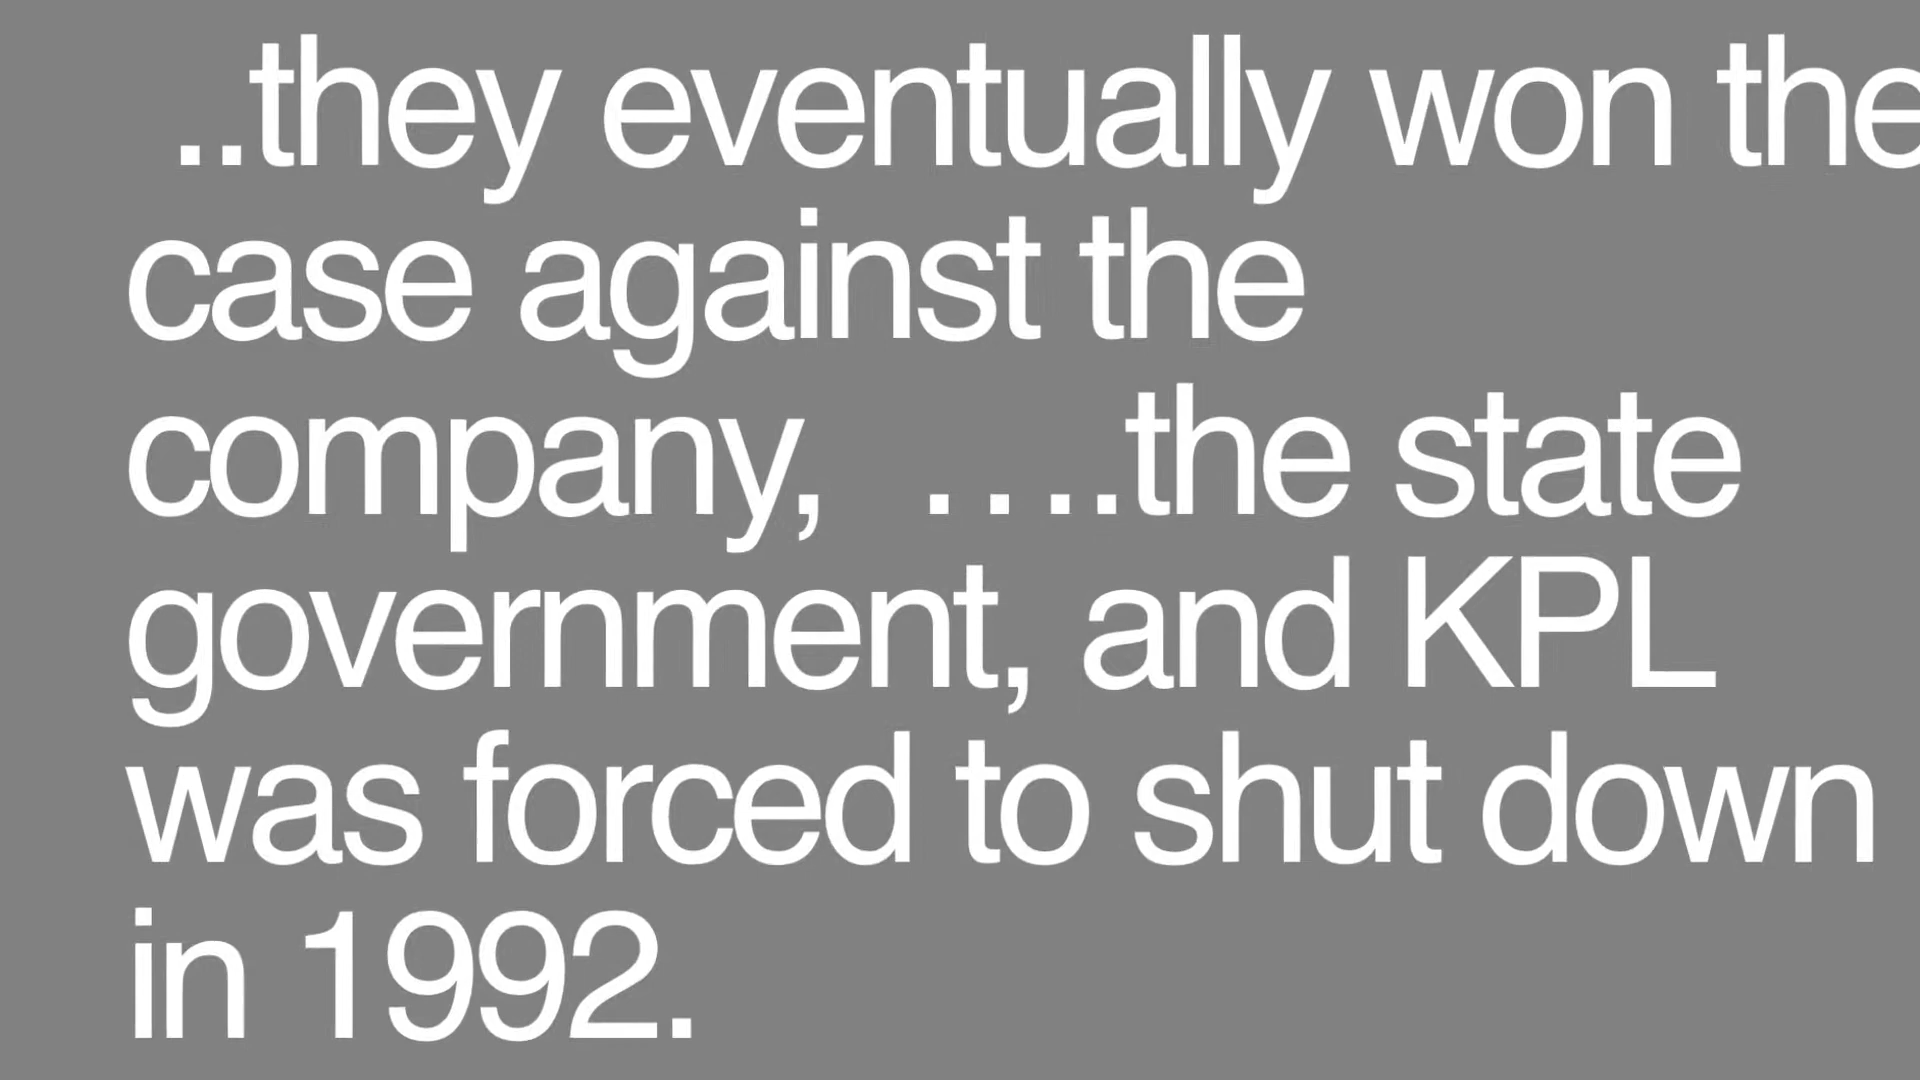 ..they eventually won the
case against the
company,  . . ..the state
government, and KPL
was forced to shut down
in 1992.